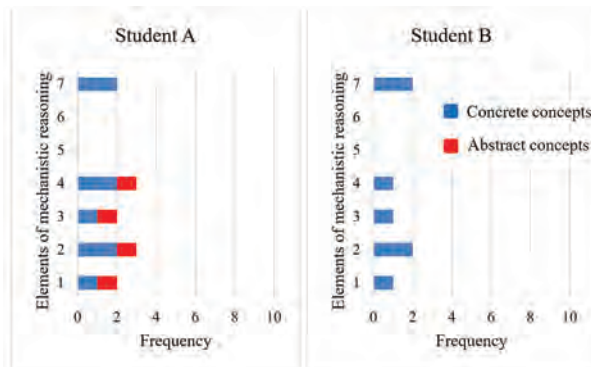 Student A
Elements of mechanistic reasoning
7
6
5
4
3
2
1
0 2 4 6 8 10
Frequency
Student B
Elements of mechanistic reasoning
7
6
5
4
3
2
1
0 2 4 6 8 10
Frequency
Concrete concepts
Abstract concepts